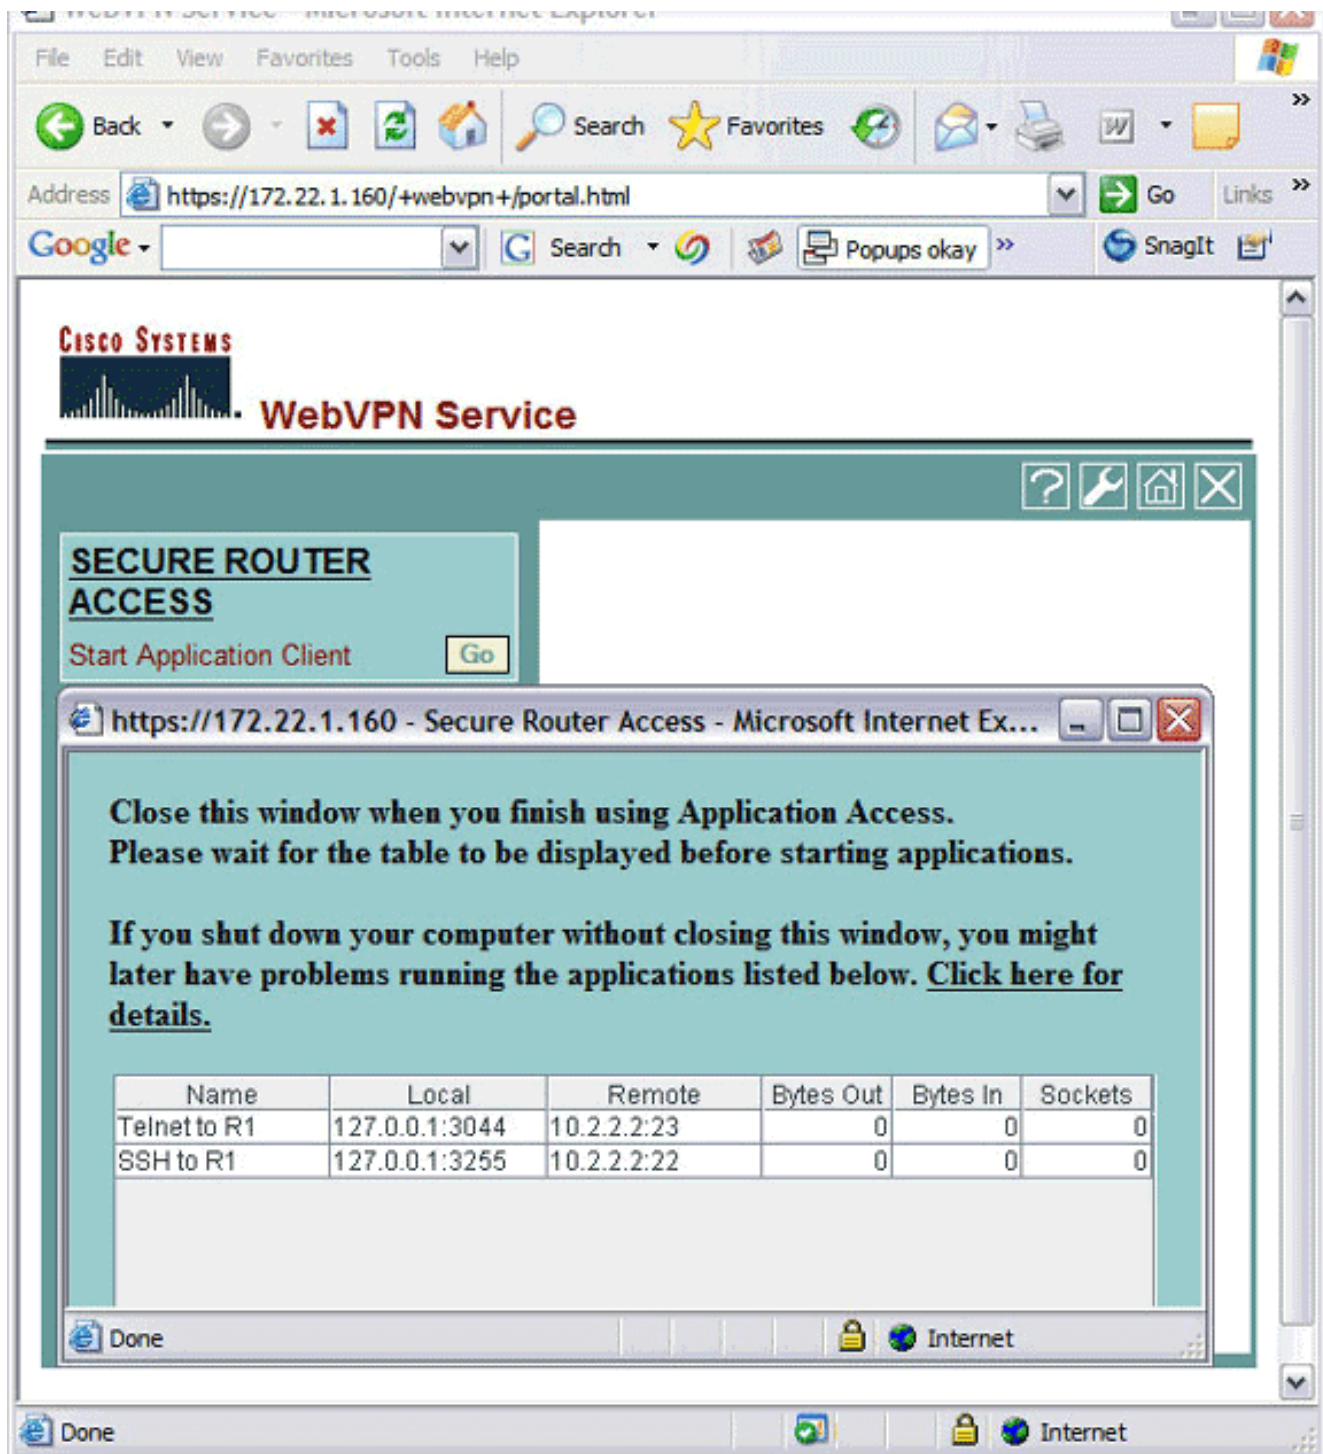 WebVPN Service - Microsoft Internet Explorer
File Edit View Favorites Tools Help
Back Search Favorites
Address https://172.22.1.160/+webvpn+/portal.html Go Links
Google Search Popups okay SnagIt
CISCO SYSTEMS
WebVPN Service
SECURE ROUTER
ACCESS
Start Application Client Go
https://172.22.1.160 - Secure Router Access - Microsoft Internet Ex...
Close this window when you finish using Application Access.
Please wait for the table to be displayed before starting applications.
If you shut down your computer without closing this window, you might
later have problems running the applications listed below. Click here for
details.
Name Local Remote Bytes Out Bytes In Sockets
Telnet to R1 127.0.0.1:3044 10.2.2.2:23 0 0 0
SSH to R1 127.0.0.1:3255 10.2.2.2:22 0 0 0
Done Internet
Done Internet